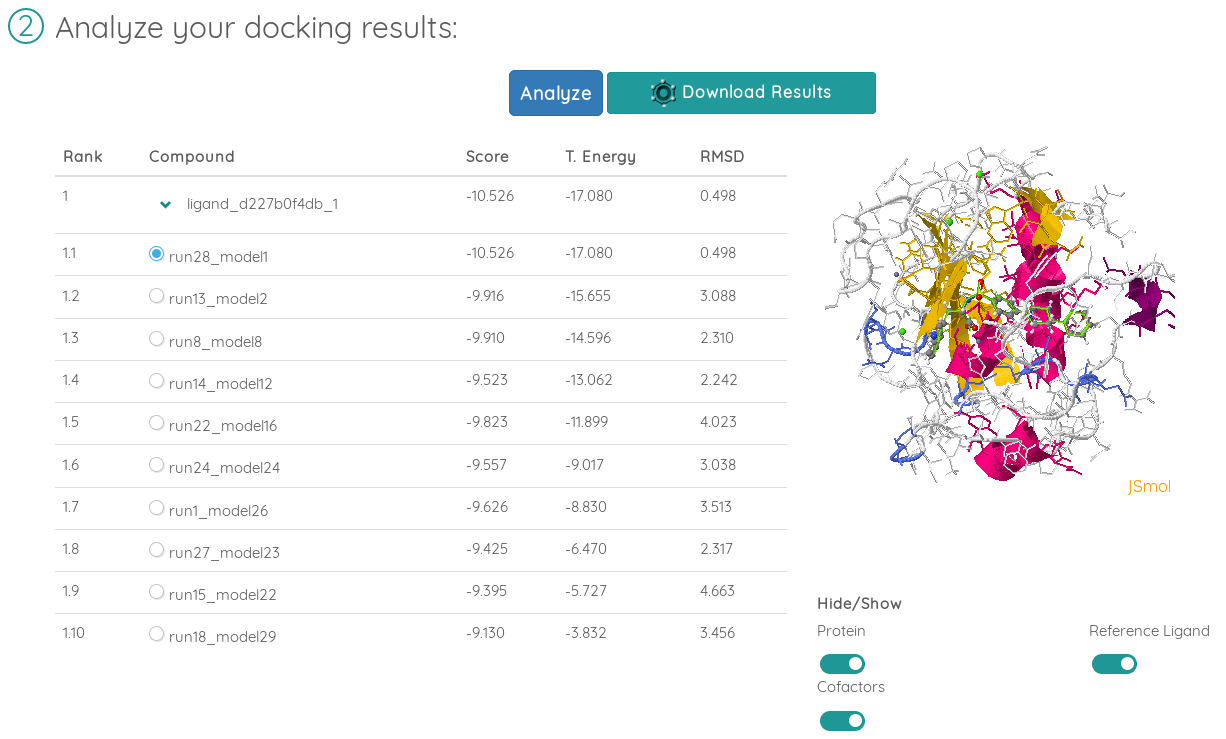 2 Analyze your docking results:
Analyze Download Results
Rank Compound Score T. Energy RMSD
1 ligand_d227b0f4db_1 -10.526 -17.080 0.498
1.1 run28_model1 -10.526 -17.080 0.498
1.2 run13_model2 -9.916 -15.655 3.088
1.3 run8_model8 -9.910 -14.596 2.310
1.4 run14_model12 -9.523 -13.062 2.242
1.5 run22_model16 -9.823 -11.899 4.023
1.6 run24_model24 -9.557 -9.017 3.038
1.7 run1_model26 -9.626 -8.830 3.513
1.8 run27_model23 -9.425 -6.470 2.317
1.9 run15_model22 -9.395 -5.727 4.663
1.10 run18_model29 -9.130 -3.832 3.456
JSmol
Hide/Show
Protein Reference Ligand
Cofactors